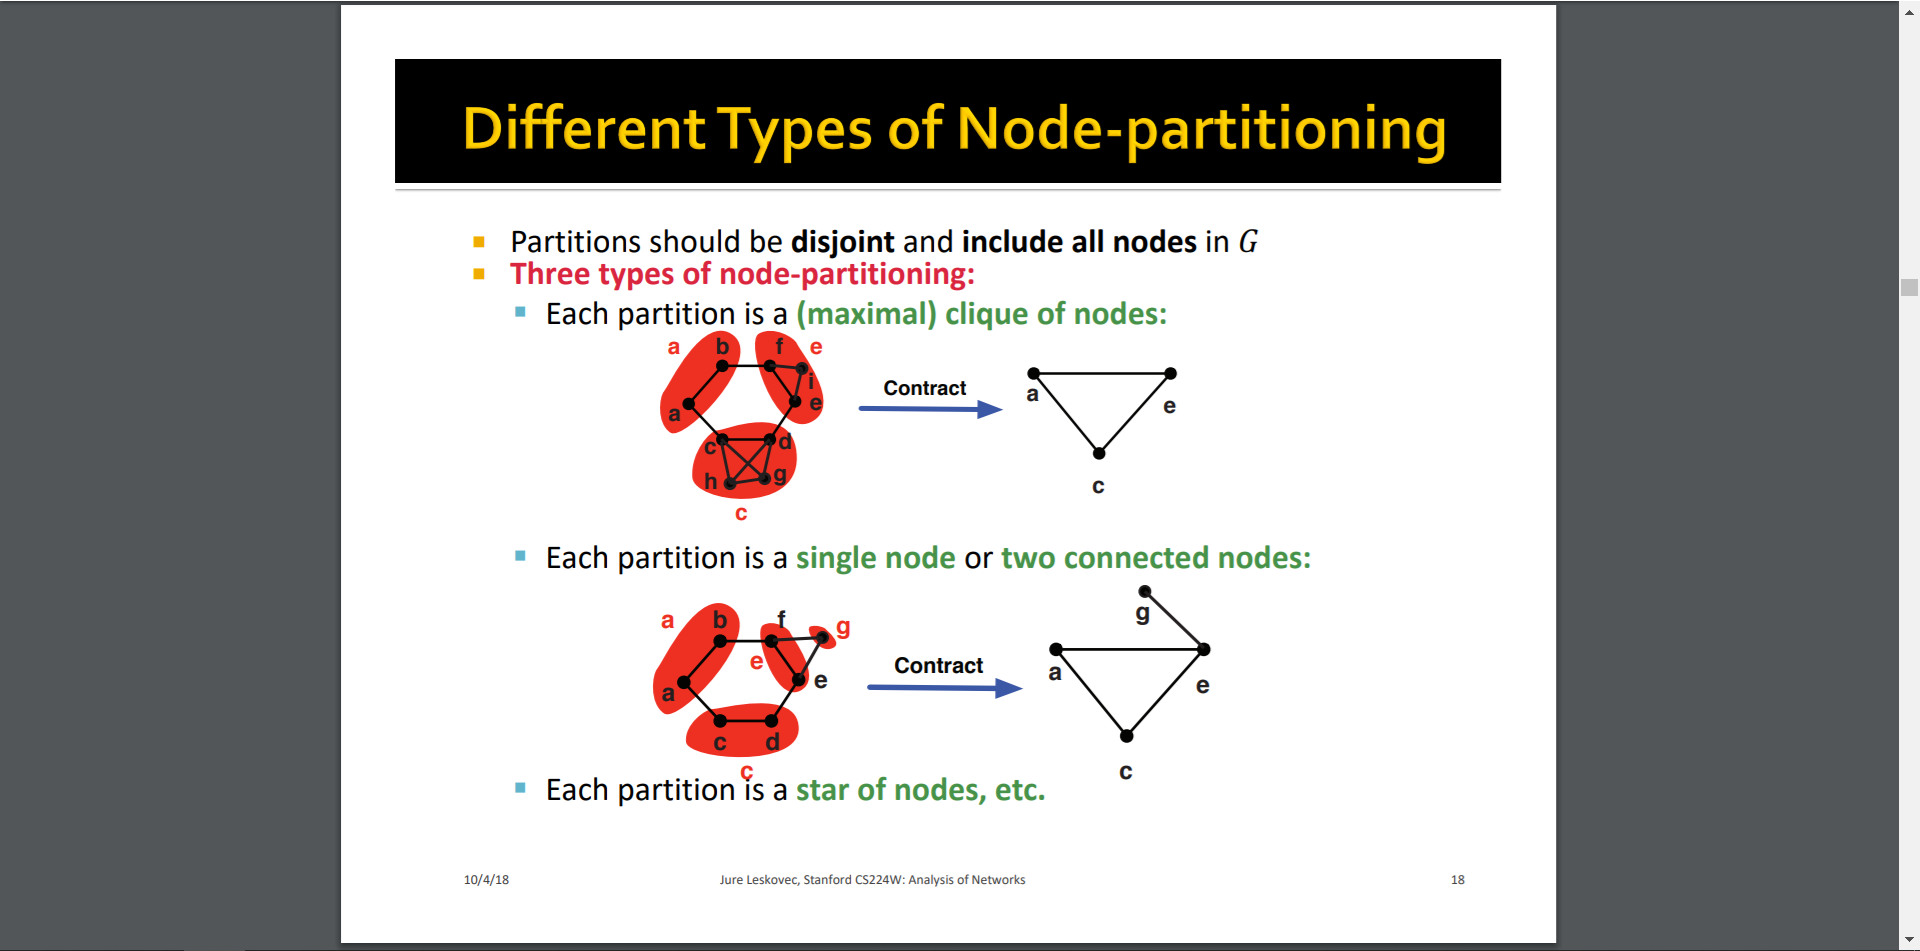 Different Types of Node-partitioning
Partitions should be disjoint and include all nodes in G
Three types of node-partitioning:
Each partition is a (maximal) clique of nodes:
a b f e
i
a e
c d
h g
c
Contract
a e
c
Each partition is a single node or two connected nodes:
a b f g
e
a e
c d
c
Contract
g
a e
c
Each partition is a star of nodes, etc.
10/4/18 Jure Leskovec, Stanford CS224W: Analysis of Networks 18